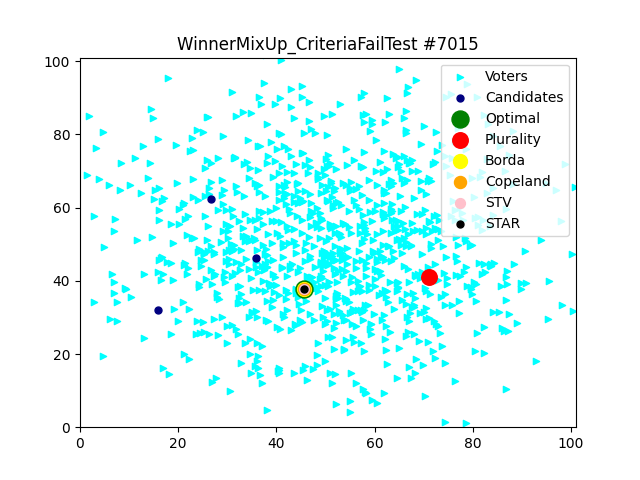 WinnerMixUp_CriteriaFailTest #7015
100
80
60
40
20
0
0 20 40 60 80 100
Voters
Candidates
Optimal
Plurality
Borda
Copeland
STV
STAR